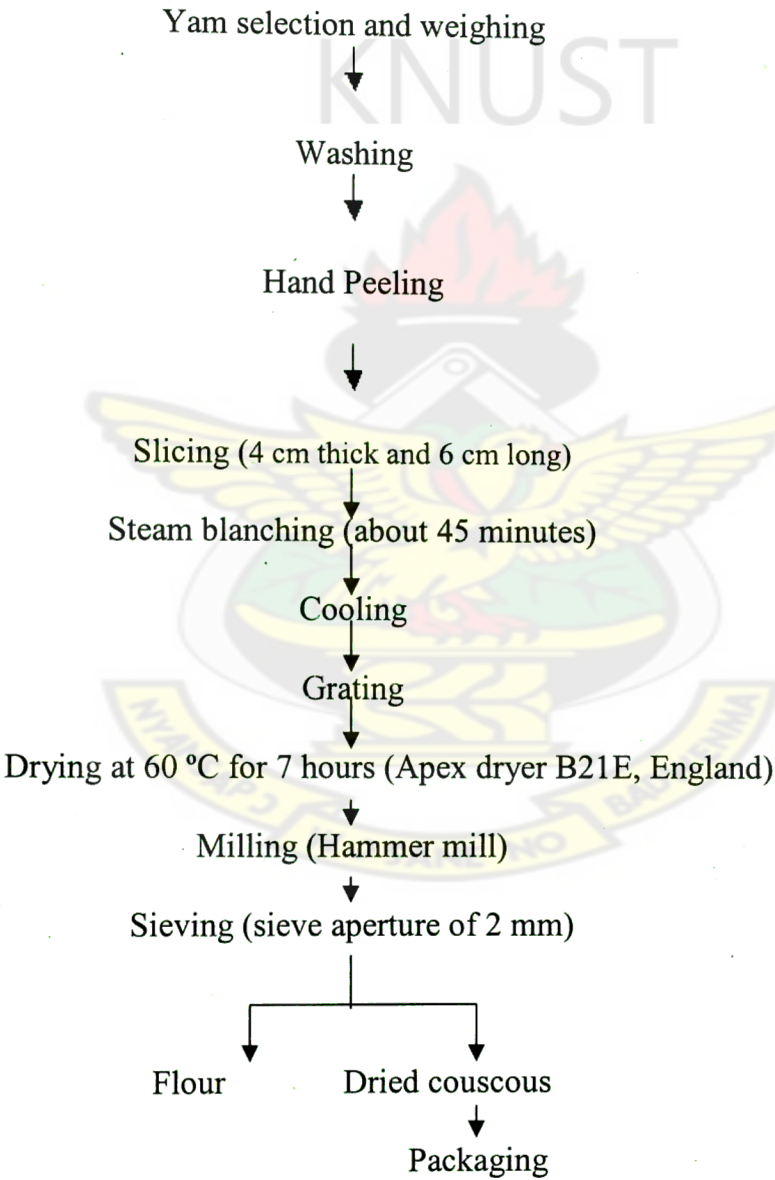 KNUST
Yam selection and weighing
Washing
Hand Peeling
Slicing (4 cm thick and 6 cm long)
Steam blanching (about 45 minutes)
Cooling
Grating
Drying at 60 ºC for 7 hours (Apex dryer B21E, England)
Milling (Hammer mill)
Sieving (sieve aperture of 2 mm)
Flour Dried couscous
Packaging